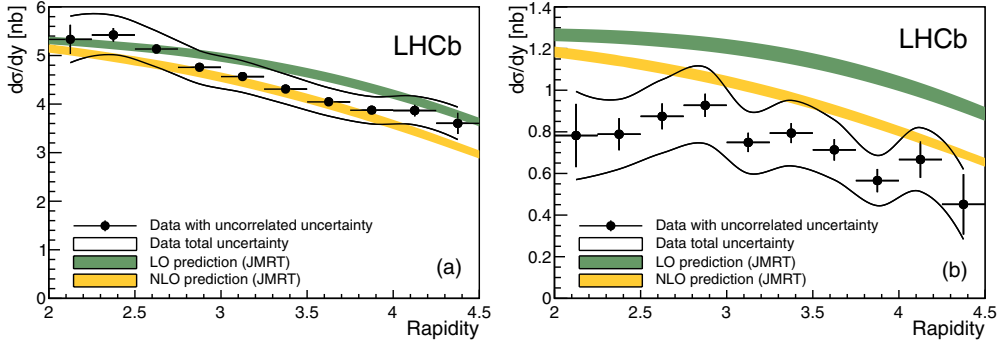 dσ/dy [nb]
6
5
4
3
2
1
0
LHCb
Data with uncorrelated uncertainty
Data total uncertainty
LO prediction (JMRT)
NLO prediction (JMRT)
(a)
2 2.5 3 3.5 4 4.5
Rapidity
dσ/dy [nb]
1.4
1.2
1
0.8
0.6
0.4
0.2
0
LHCb
Data with uncorrelated uncertainty
Data total uncertainty
LO prediction (JMRT)
NLO prediction (JMRT)
(b)
2 2.5 3 3.5 4 4.5
Rapidity